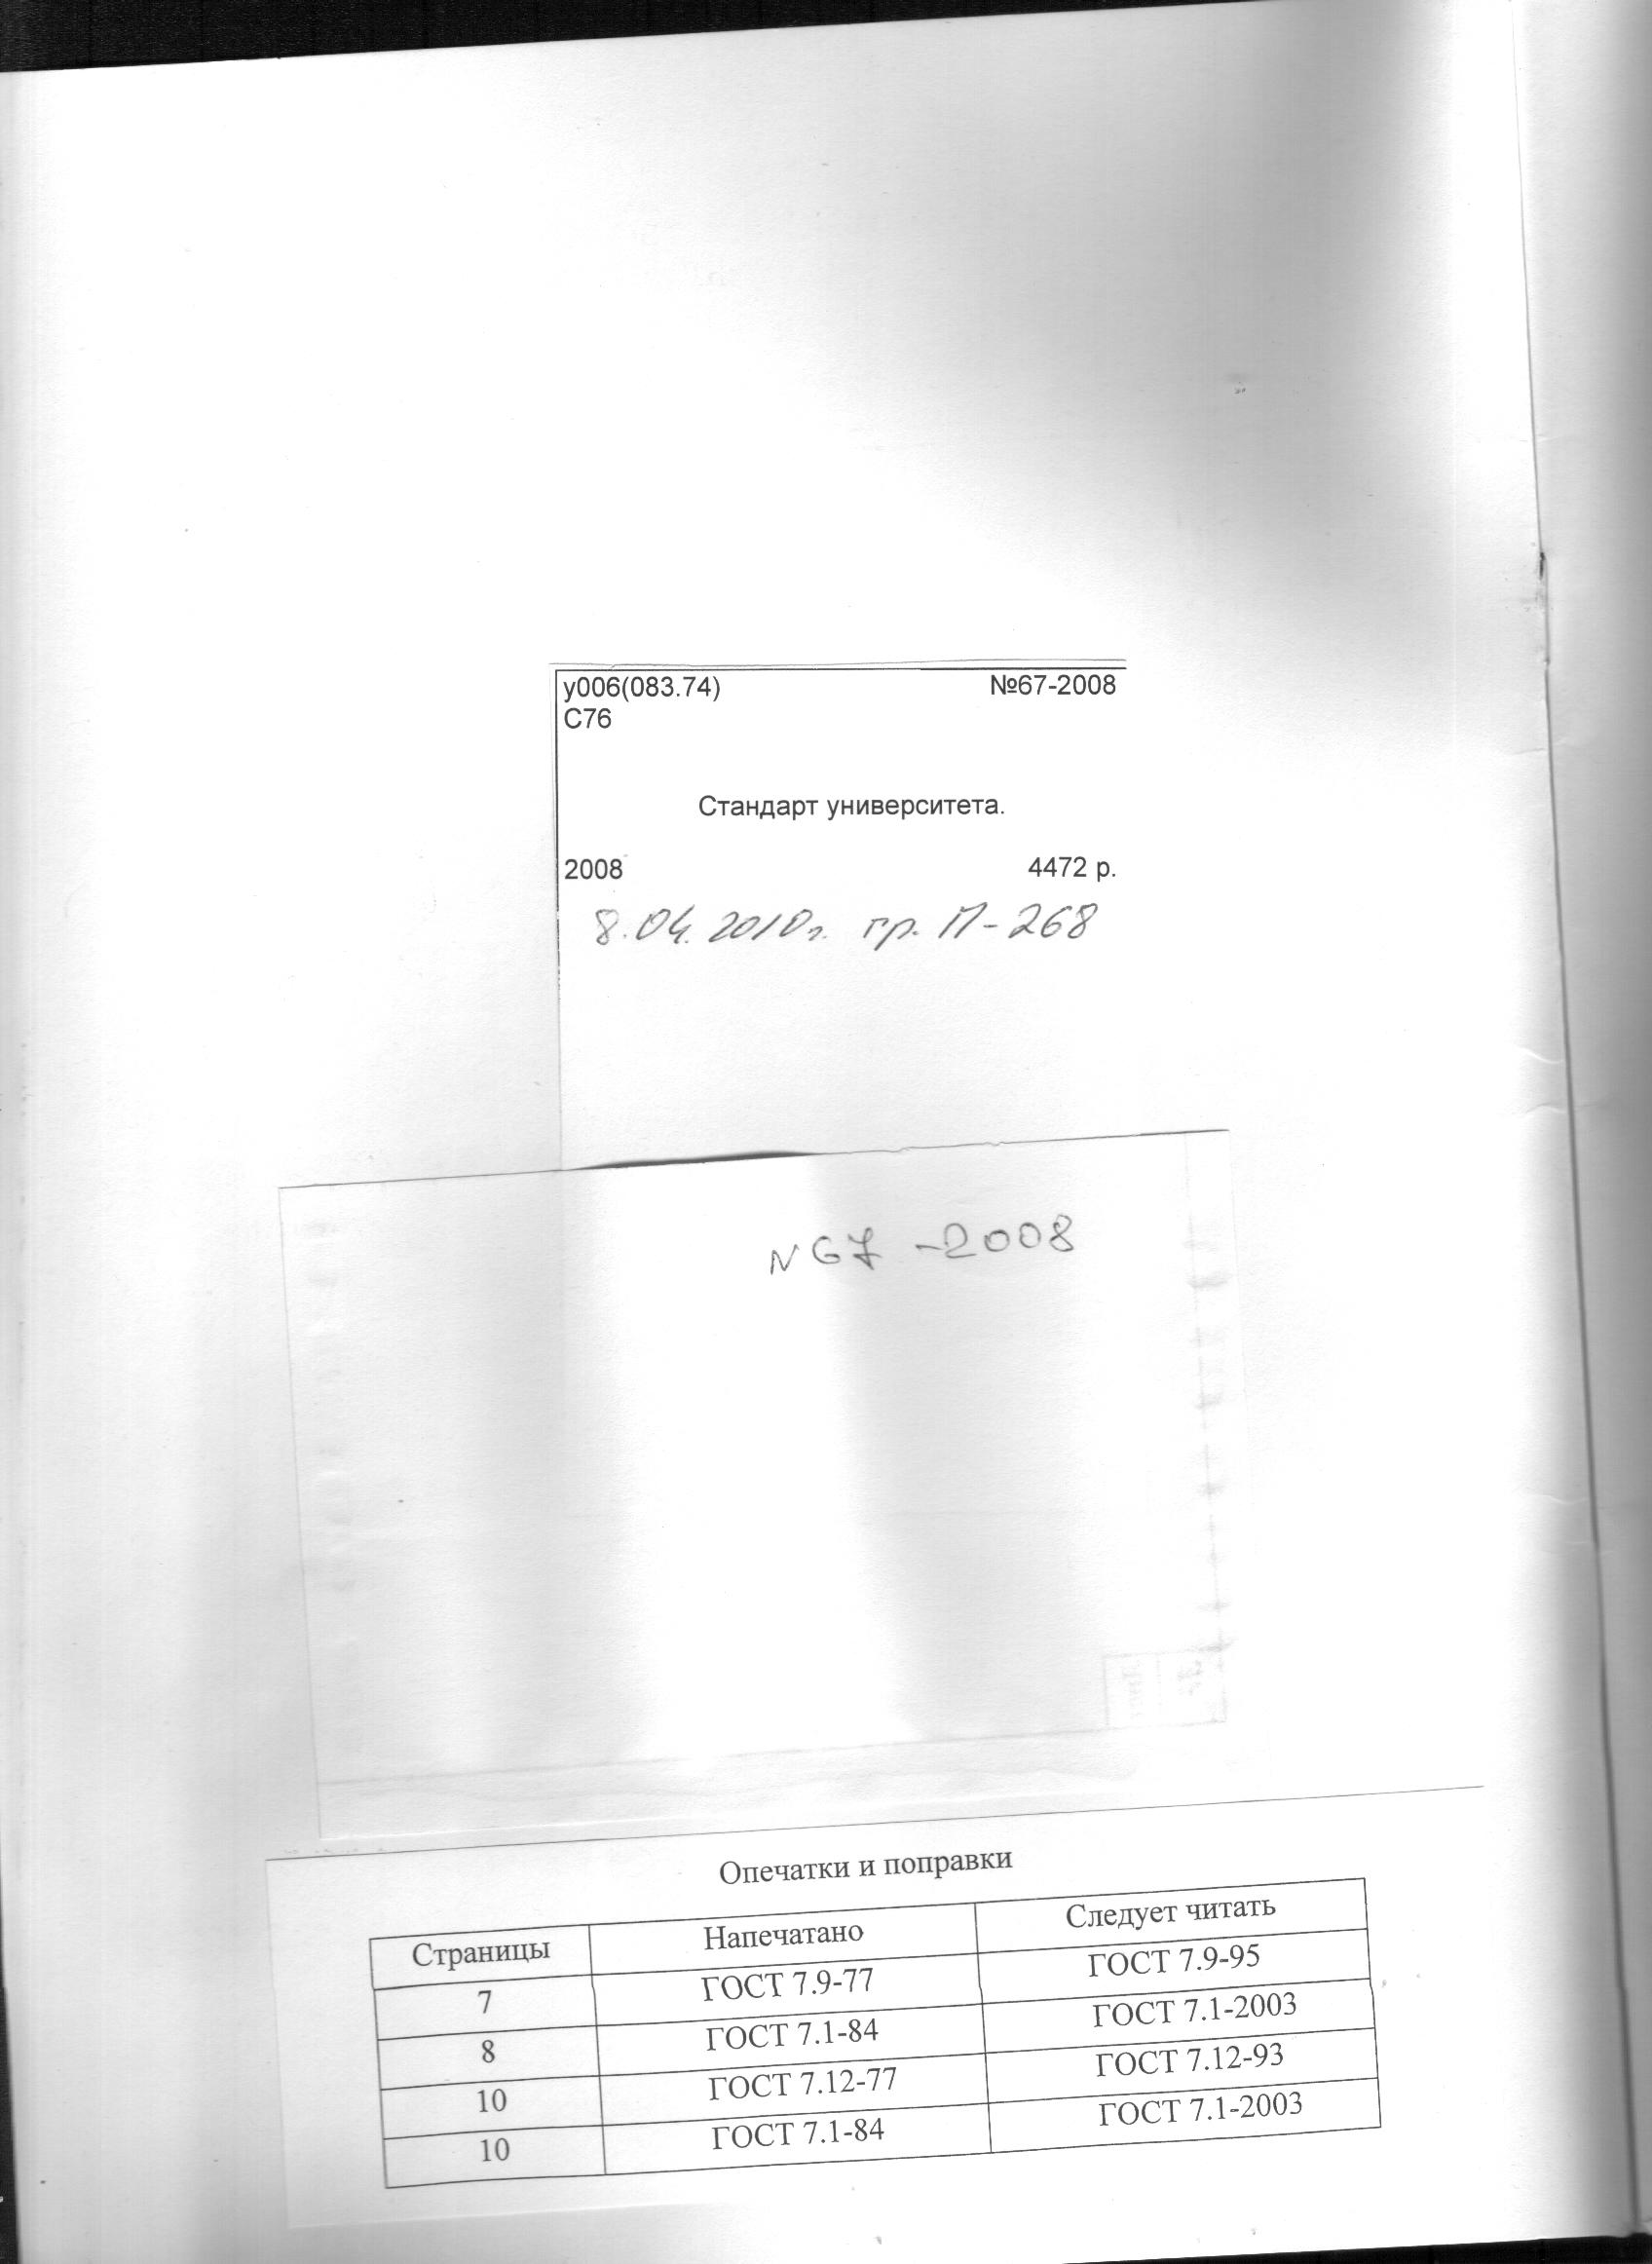 у006(083.74) №67-2008
С76
Стандарт университета.
2008 4472 р.
8.04.2010г. гр. П-268
N 67 -2008
Опечатки и поправки
Страницы Напечатано Следует читать
7 ГОСТ 7.9-77 ГОСТ 7.9-95
8 ГОСТ 7.1-84 ГОСТ 7.1-2003
10 ГОСТ 7.12-77 ГОСТ 7.12-93
10 ГОСТ 7.1-84 ГОСТ 7.1-2003